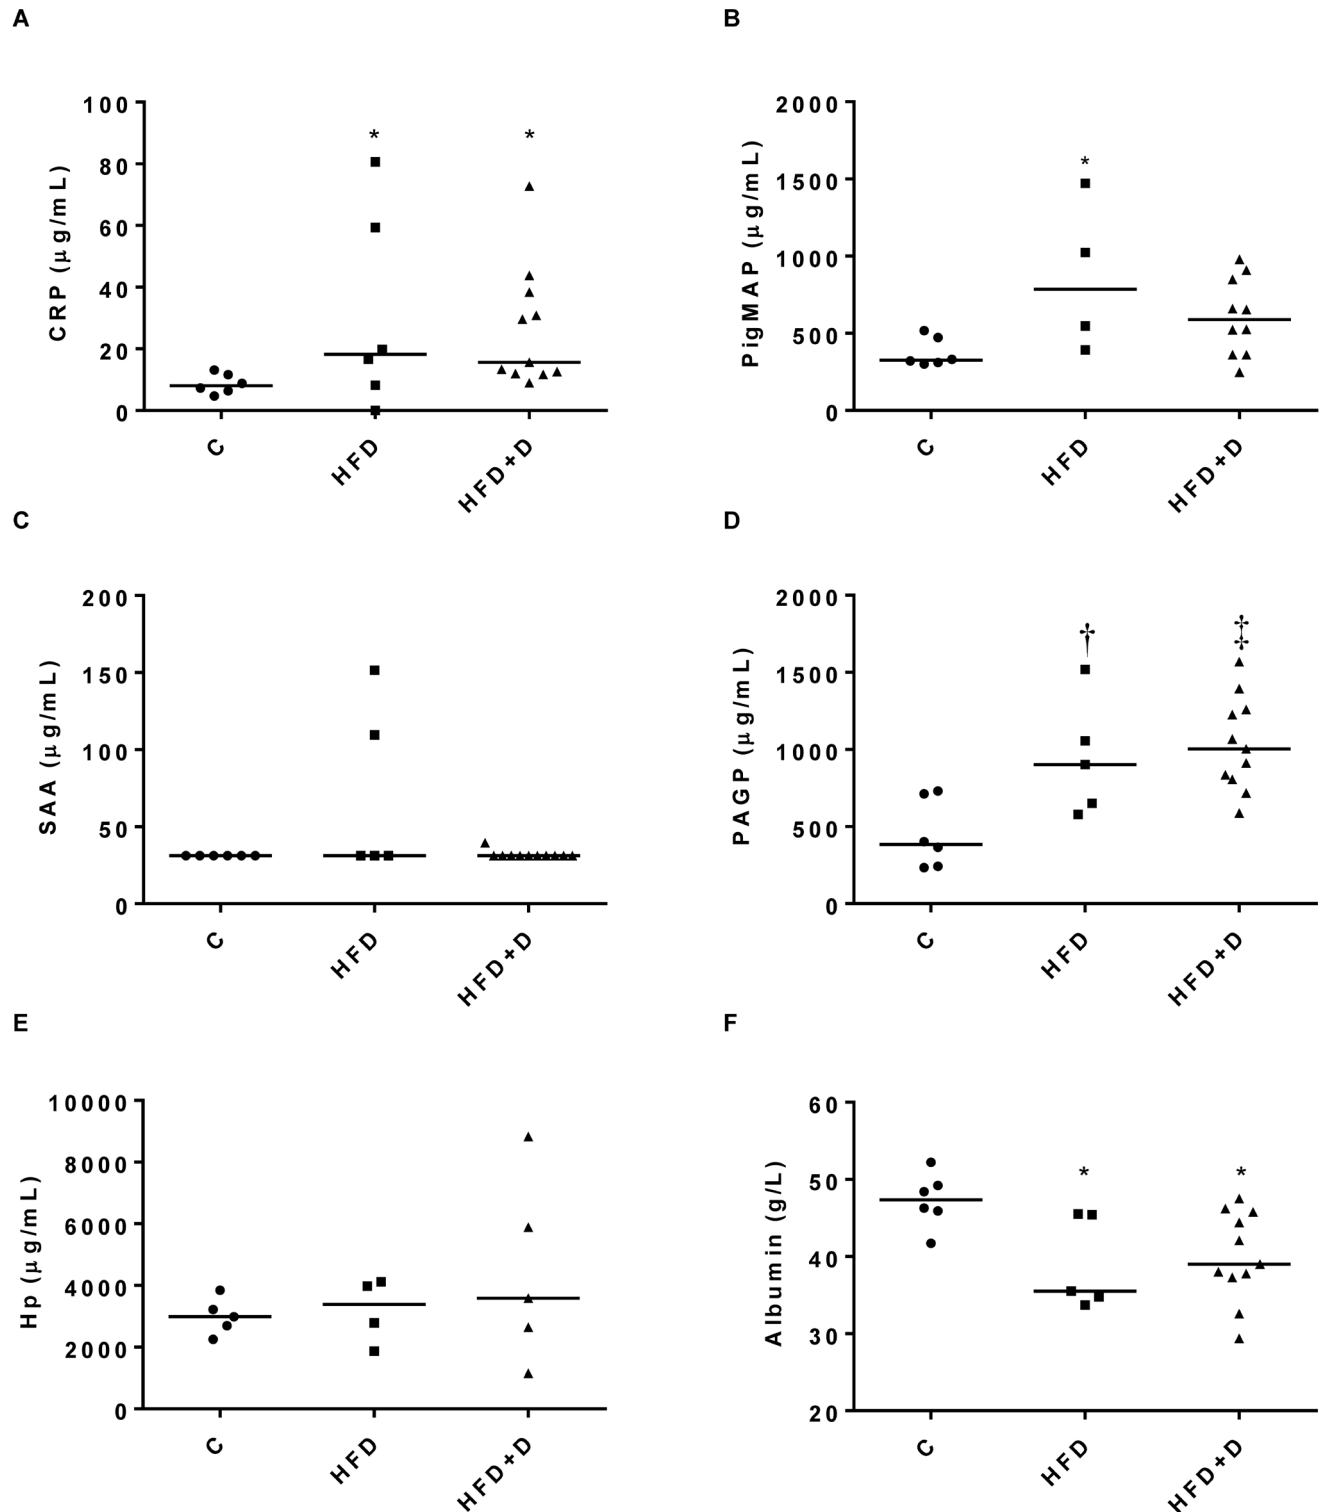 A
CRP (µg/mL)
100
80
60
40
20
0
*
*
C
HFD
HFD+D
B
PigMAP (µg/mL)
2000
1500
1000
500
0
*
C
HFD
HFD+D
C
SAA (µg/mL)
200
150
100
50
0
C
HFD
HFD+D
D
PAGP (µg/mL)
2000
1500
1000
500
0
†
‡
C
HFD
HFD+D
E
Hp (µg/mL)
10000
8000
6000
4000
2000
0
C
HFD
HFD+D
F
Albumin (g/L)
60
50
40
30
20
*
*
C
HFD
HFD+D